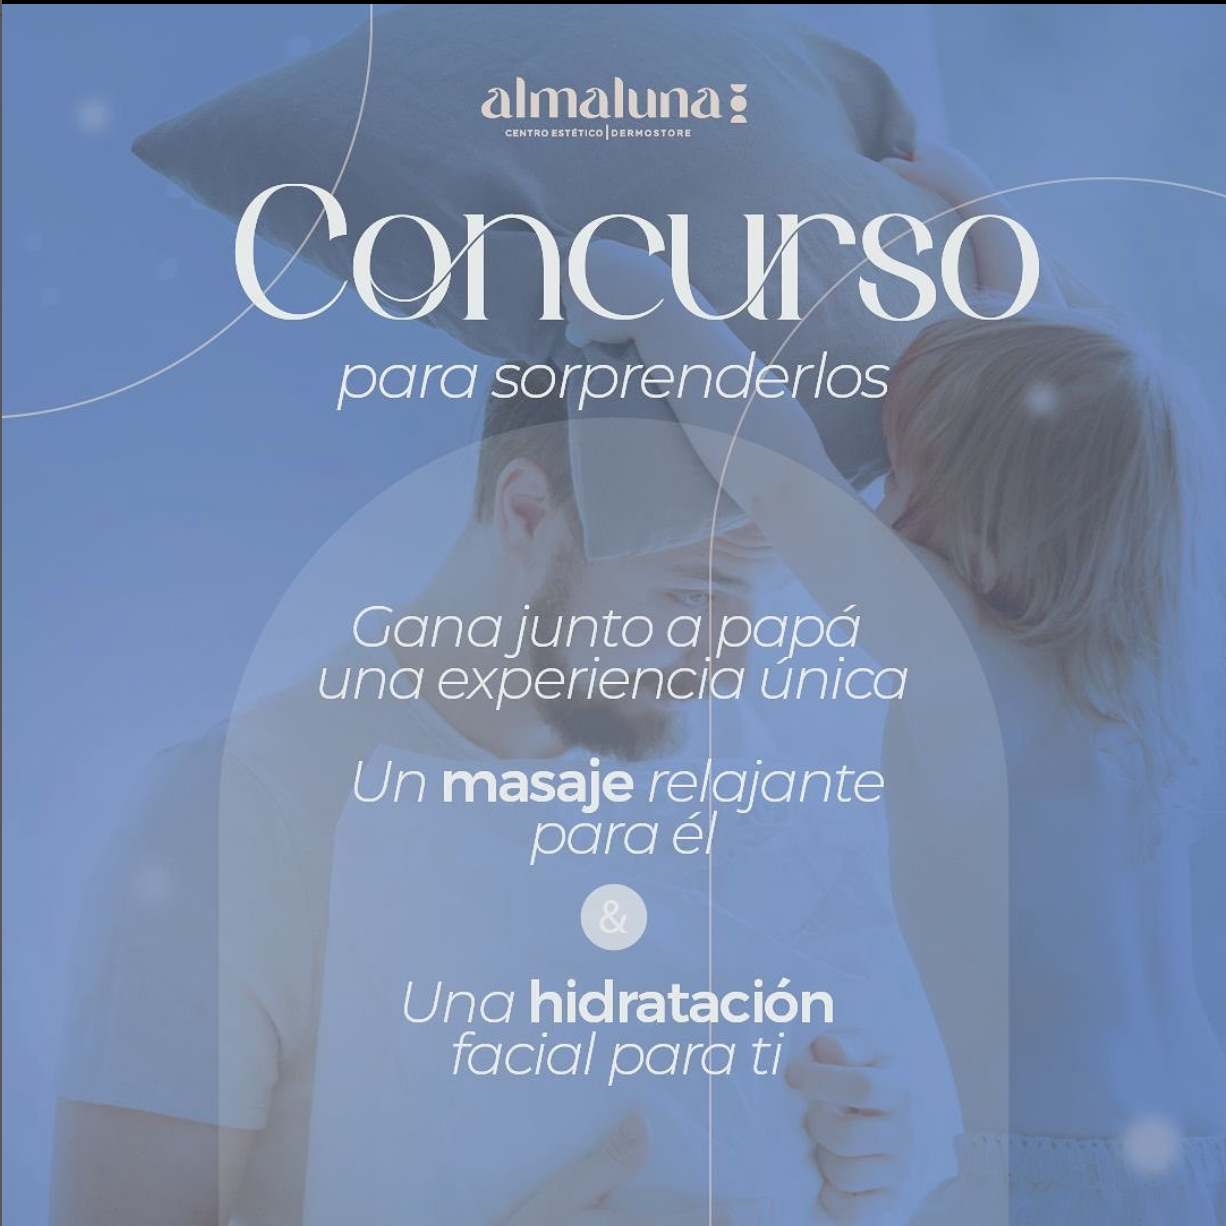 almaluna
CENTRO ESTÉTICO | DERMOSTORE
Concurso
para sorprenderlos
Gana junto a papá
una experiencia única
Un masaje relajante
para él
&
Una hidratación
facial para ti